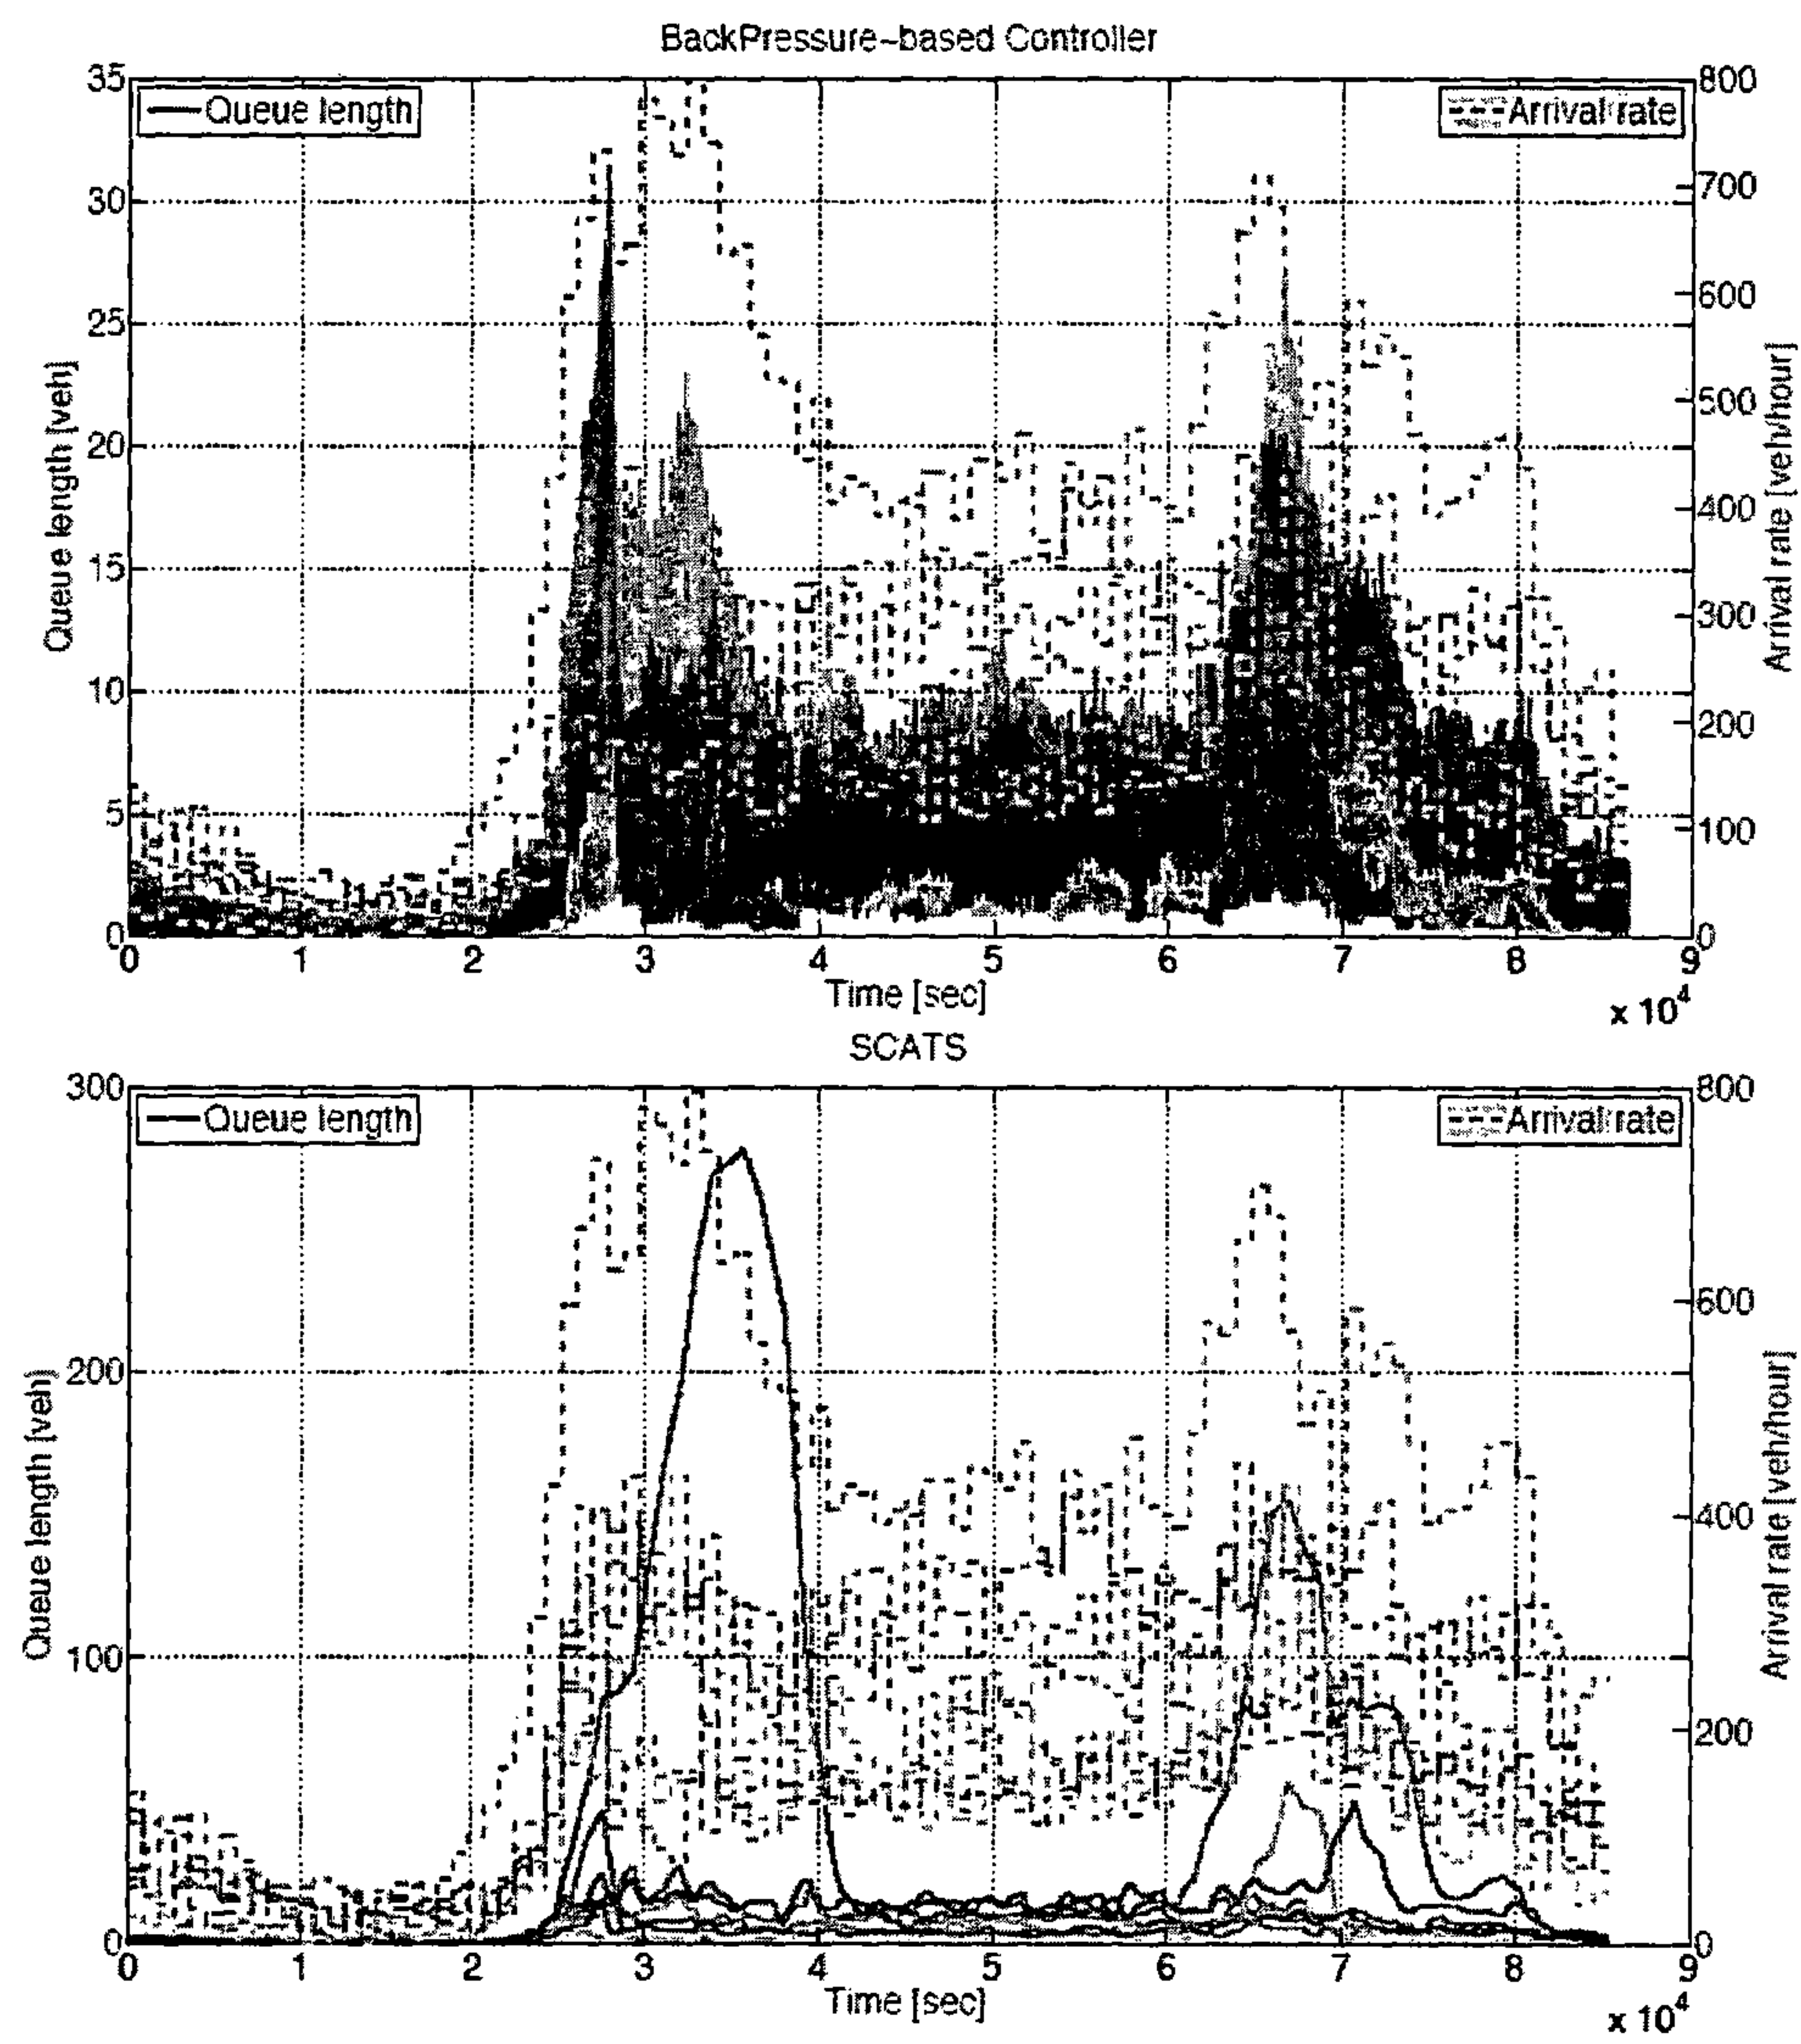 BackPressure-based Controller
Queue length
Arrival rate
35
30
25
20
15
10
5
0
Queue length [veh]
800
700
600
500
400
300
200
100
0
Arrival rate [veh/hour]
0 1 2 3 4 5 6 7 8 9
Time [sec]
x 10^4
SCATS
Queue length
Arrival rate
300
200
100
0
Queue length [veh]
800
600
400
200
0
Arrival rate [veh/hour]
0 1 2 3 4 5 6 7 8 9
Time [sec]
x 10^4